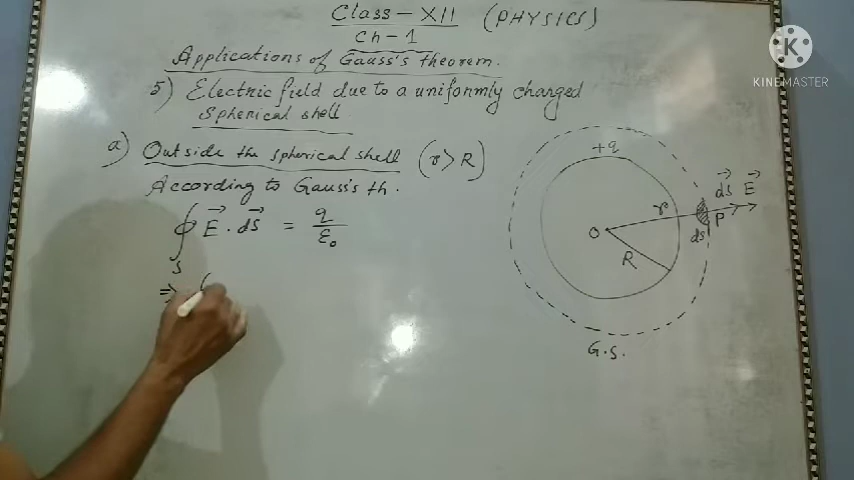 Class - XII (PHYSICS)
Ch - 1
Applications of Gauss's theorem.
5) Electric field due to a uniformly charged
Spherical shell
a) Outside the spherical shell (r > R)
According to Gauss's th.
∮ E⃗ . ds⃗ = q/ε₀
S
⇒ (
+q
ds⃗ E⃗
r
P
O
ds
R
G.S.
K
KINEMASTER